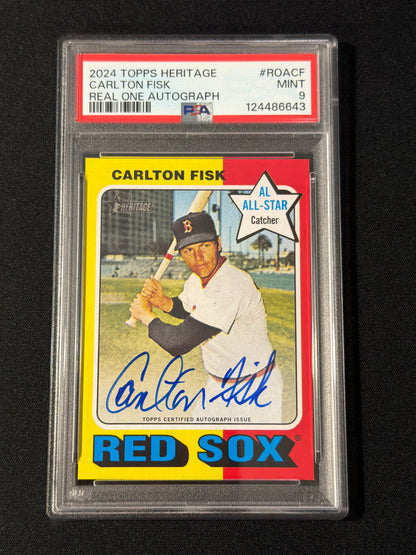 2024 TOPPS HERITAGE #ROACF
CARLTON FISK MINT
REAL ONE AUTOGRAPH 9
PSA 124486643
CARLTON FISK
HERITAGE
AL
ALL-STAR
Catcher
B
Carlton Fisk
TOPPS CERTIFIED AUTOGRAPH ISSUE
RED SOX®